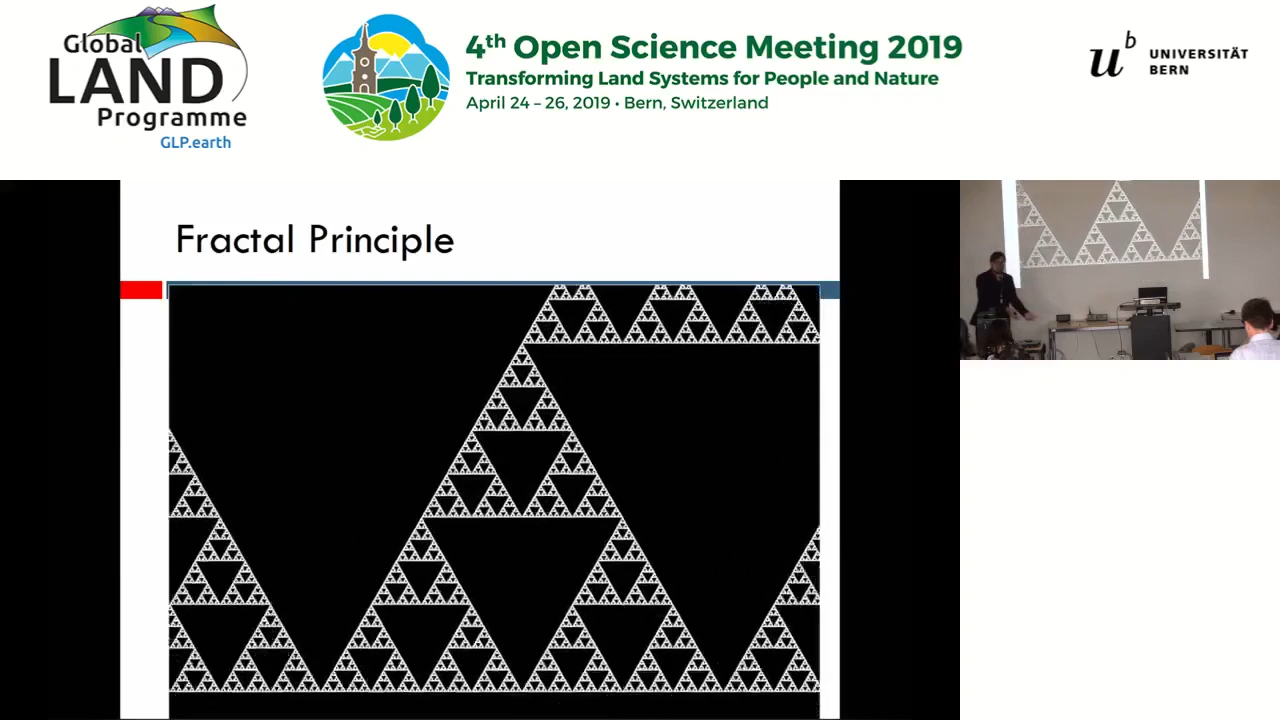 Global
LAND
Programme
GLP.earth
4th Open Science Meeting 2019
Transforming Land Systems for People and Nature
April 24 – 26, 2019 • Bern, Switzerland
u b
UNIVERSITÄT
BERN
Fractal Principle